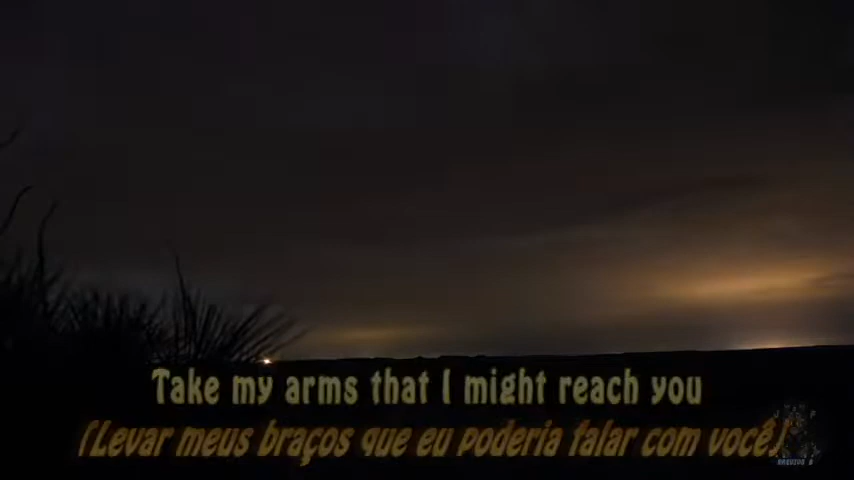 Take my arms that I might reach you
(Levar meus braços que eu poderia falar com você)